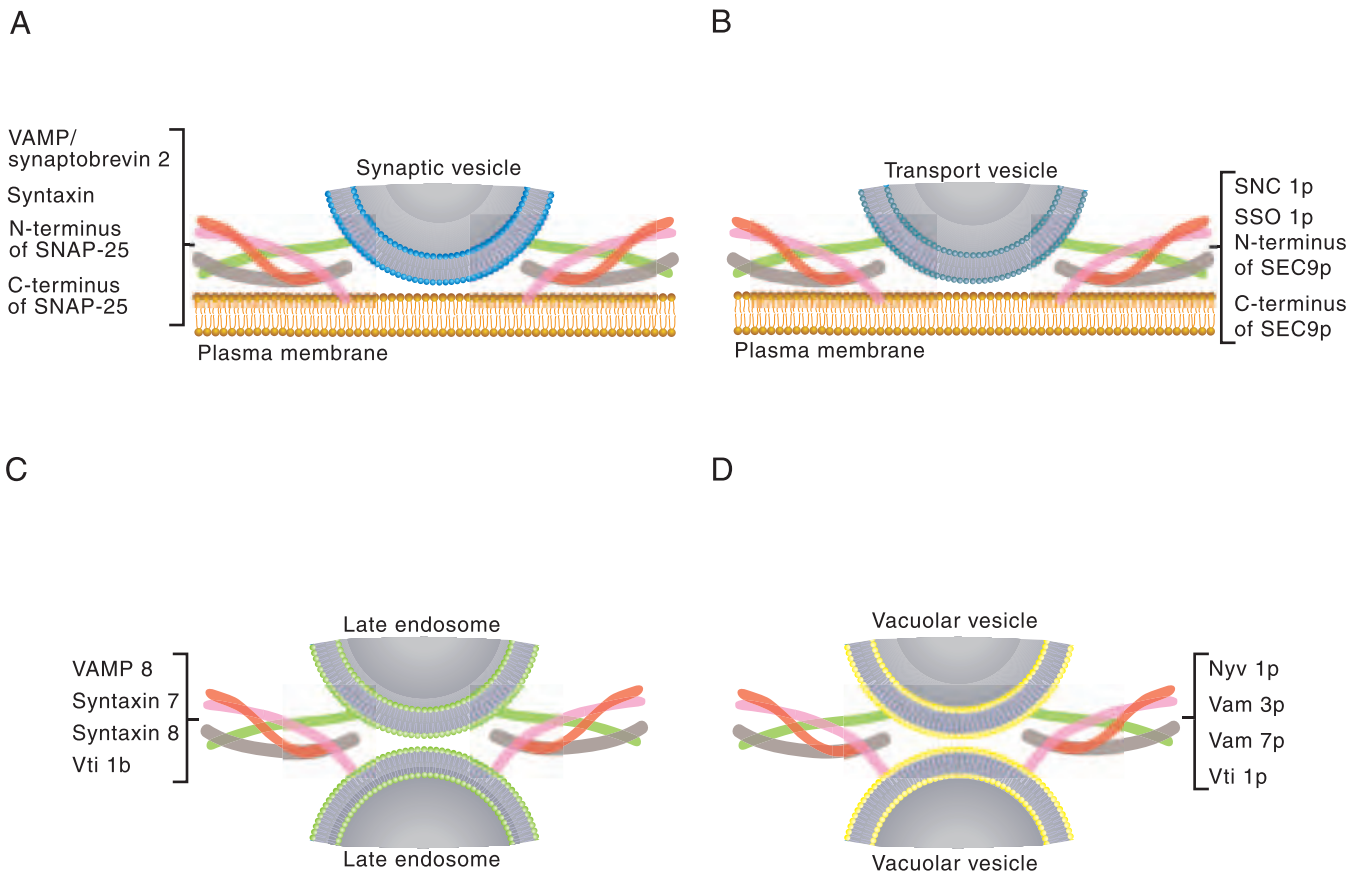 A
VAMP/
synaptobrevin 2
Syntaxin
N-terminus
of SNAP-25
C-terminus
of SNAP-25
Synaptic vesicle
Plasma membrane
B
Transport vesicle
SNC 1p
SSO 1p
N-terminus
of SEC9p
C-terminus
of SEC9p
Plasma membrane
C
Late endosome
VAMP 8
Syntaxin 7
Syntaxin 8
Vti 1b
Late endosome
D
Vacuolar vesicle
Nyv 1p
Vam 3p
Vam 7p
Vti 1p
Vacuolar vesicle